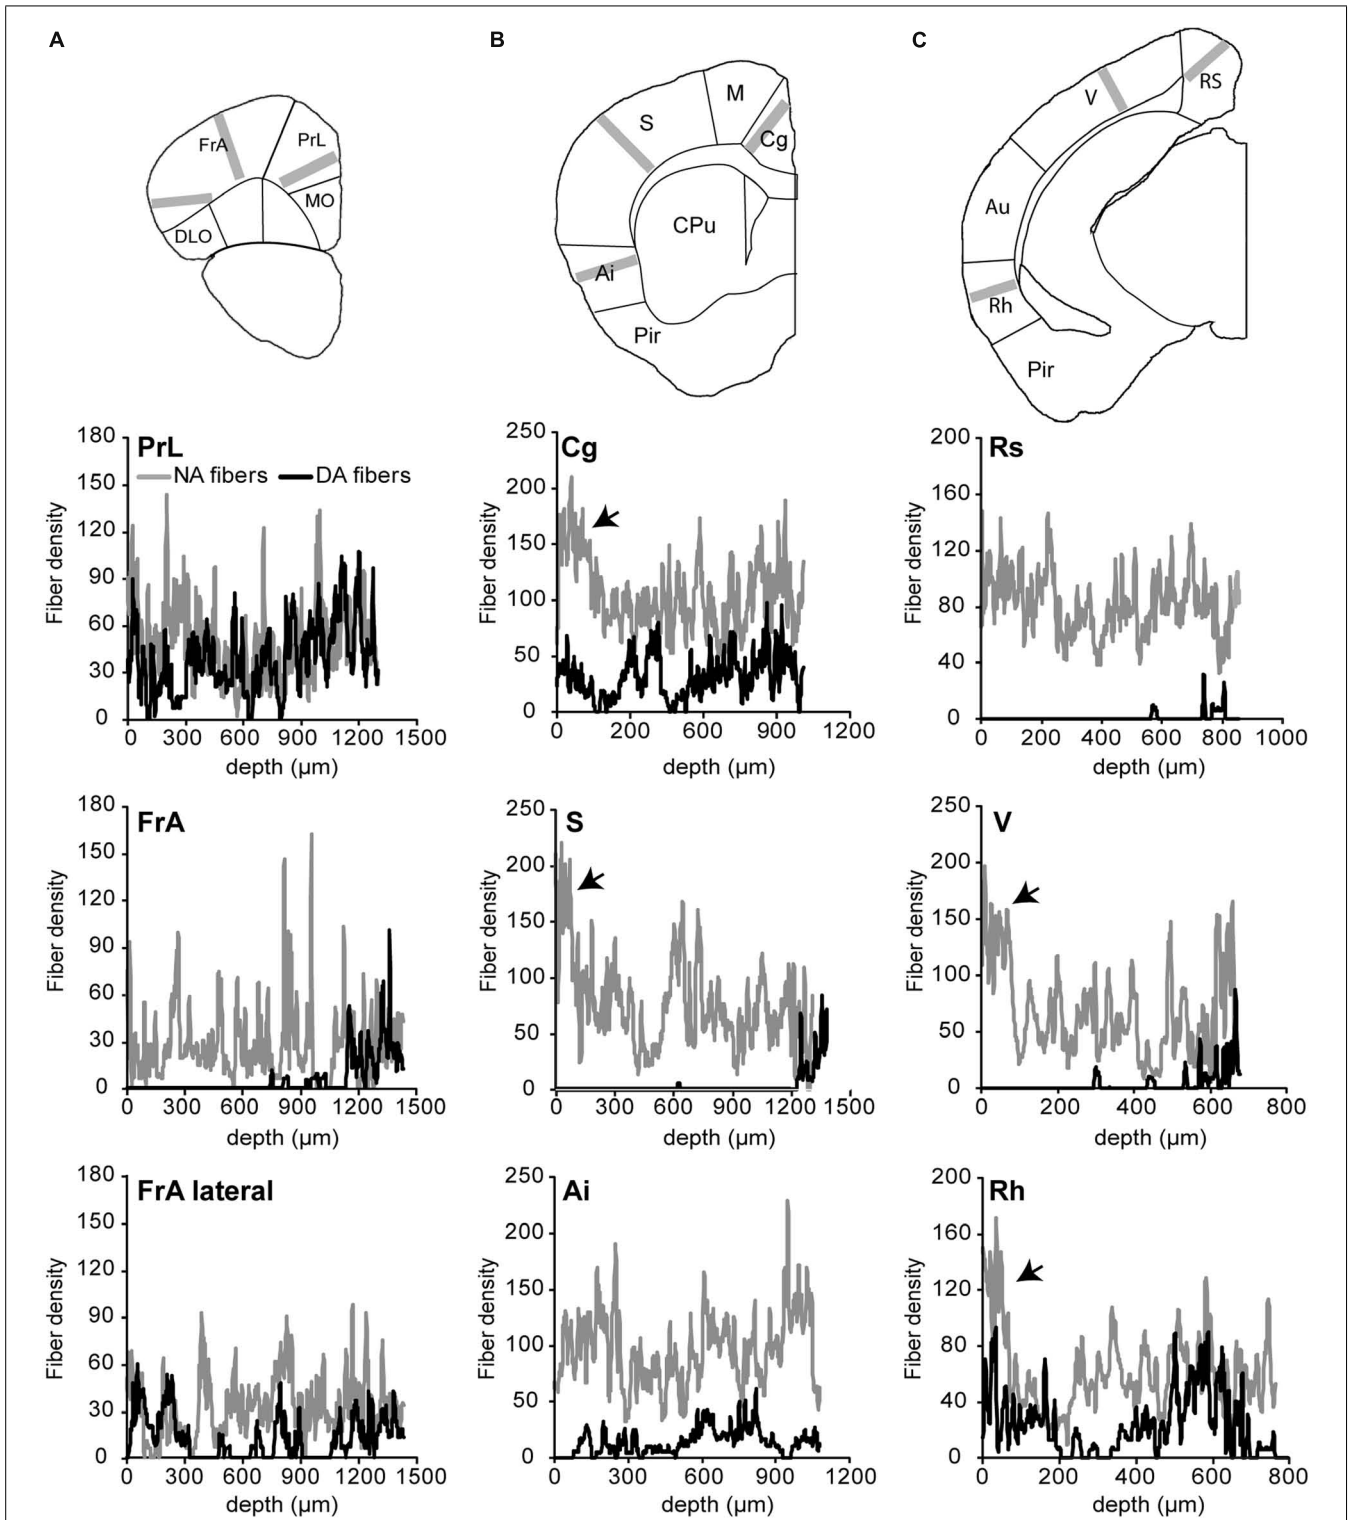 A B C
FrA PrL MO DLO
M S Cg CPu Ai Pir
RS V Au Rh Pir
PrL
NA fibers DA fibers
180
150
120
90
60
30
0
Fiber density
0 300 600 900 1200 1500
depth (µm)
Cg
250
200
150
100
50
0
Fiber density
0 200 600 900 1200
depth (µm)
Rs
200
160
120
80
40
0
Fiber density
0 200 400 600 800 1000
depth (µm)
FrA
180
150
120
90
60
30
0
Fiber density
0 300 600 900 1200 1500
depth (µm)
S
250
200
150
100
50
0
Fiber density
0 300 600 900 1200 1500
depth (µm)
V
250
200
150
100
50
0
Fiber density
0 200 400 600 800
depth (µm)
FrA lateral
180
150
120
90
60
30
0
Fiber density
0 300 600 900 1200 1500
depth (µm)
Ai
250
200
150
100
50
0
Fiber density
0 300 600 900 1200
depth (µm)
Rh
200
160
120
80
40
0
Fiber density
0 200 400 600 800
depth (µm)